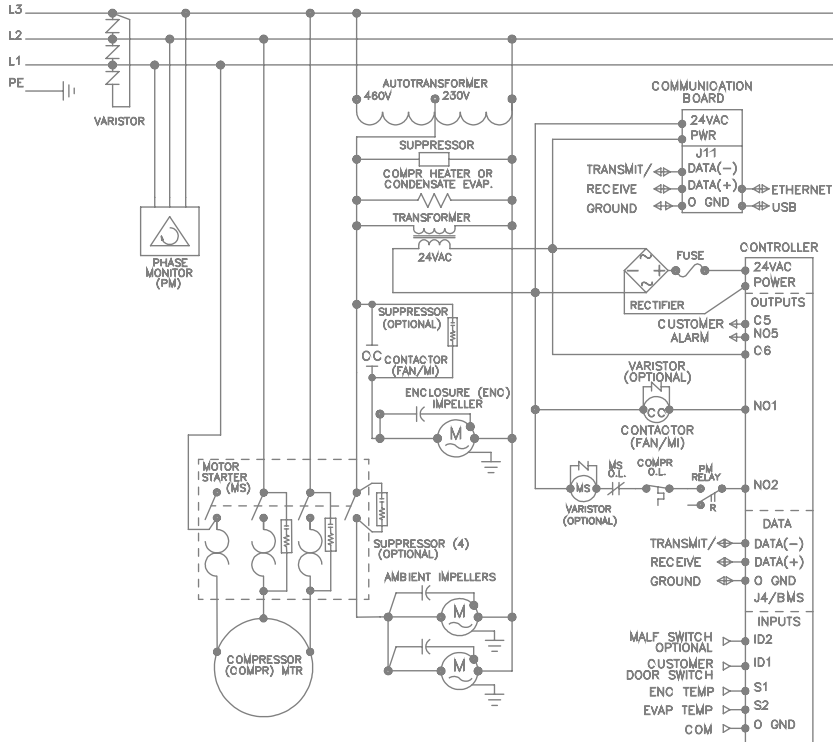 L3
L2
L1
PE
VARISTOR
AUTOTRANSFORMER
460V
230V
SUPPRESSOR
COMPR HEATER OR
CONDENSATE EVAP.
TRANSFORMER
24VAC
PHASE
MONITOR
(PM)
COMMUNICATION
BOARD
24VAC
PWR
J11
TRANSMIT/
DATA(-)
RECEIVE
DATA(+)
ETHERNET
GROUND
O GND
USB
FUSE
RECTIFIER
CONTROLLER
24VAC
POWER
OUTPUTS
CUSTOMER
ALARM
C5
NO5
C6
SUPPRESSOR
(OPTIONAL)
CC
CONTACTOR
(FAN/MI)
ENCLOSURE (ENC)
IMPELLER
M
VARISTOR
(OPTIONAL)
CC
CONTACTOR
(FAN/MI)
NO1
MOTOR
STARTER
(MS)
SUPPRESSOR (4)
(OPTIONAL)
MS
VARISTOR
(OPTIONAL)
MS
O.L.
COMPR
O.L.
PM
RELAY
R
NO2
DATA
TRANSMIT/
DATA(-)
RECEIVE
DATA(+)
GROUND
O GND
J4/BMS
AMBIENT IMPELLERS
M
M
COMPRESSOR
(COMPR) MTR
INPUTS
MALF SWITCH
OPTIONAL
ID2
CUSTOMER
DOOR SWITCH
ID1
ENC TEMP
S1
EVAP TEMP
S2
COM
O GND